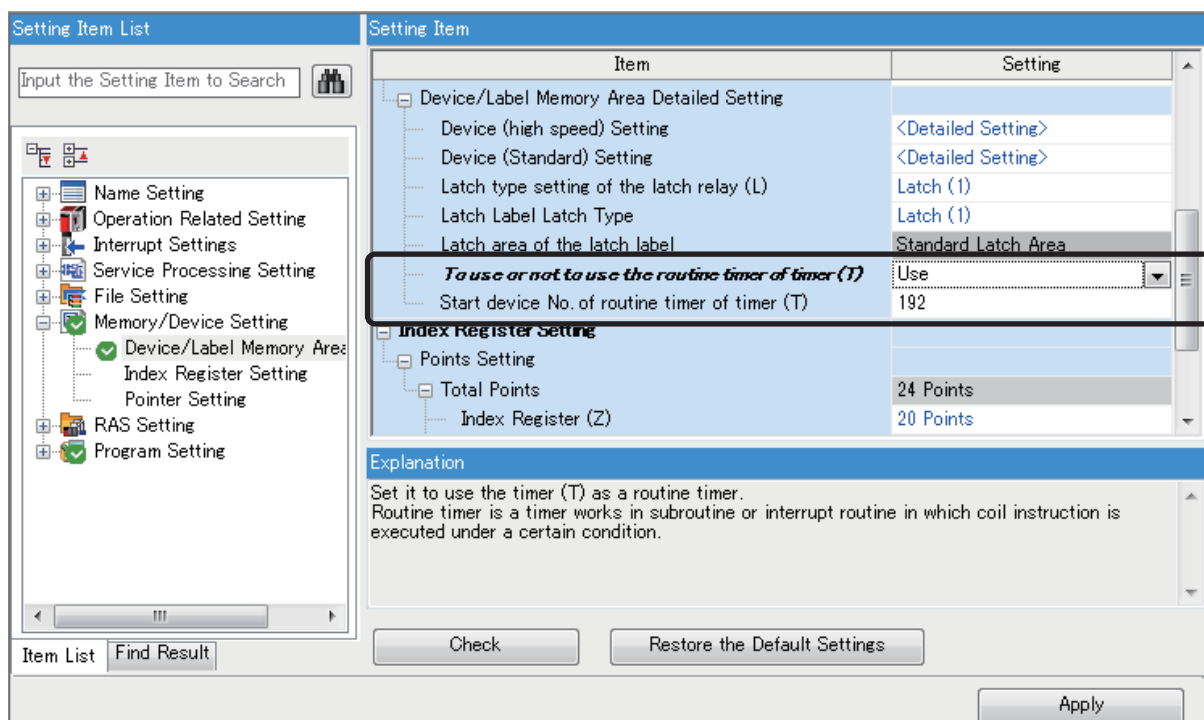 Setting Item List
Input the Setting Item to Search
Name Setting
Operation Related Setting
Interrupt Settings
Service Processing Setting
File Setting
Memory/Device Setting
Device/Label Memory Area
Index Register Setting
Pointer Setting
RAS Setting
Program Setting
Item List
Find Result
Setting Item
Item Setting
Device/Label Memory Area Detailed Setting
Device (high speed) Setting <Detailed Setting>
Device (Standard) Setting <Detailed Setting>
Latch type setting of the latch relay (L) Latch (1)
Latch Label Latch Type Latch (1)
Latch area of the latch label Standard Latch Area
To use or not to use the routine timer of timer (T) Use
Start device No. of routine timer of timer (T) 192
Index Register Setting
Points Setting
Total Points 24 Points
Index Register (Z) 20 Points
Explanation
Set it to use the timer (T) as a routine timer.
Routine timer is a timer works in subroutine or interrupt routine in which coil instruction is
executed under a certain condition.
Check
Restore the Default Settings
Apply